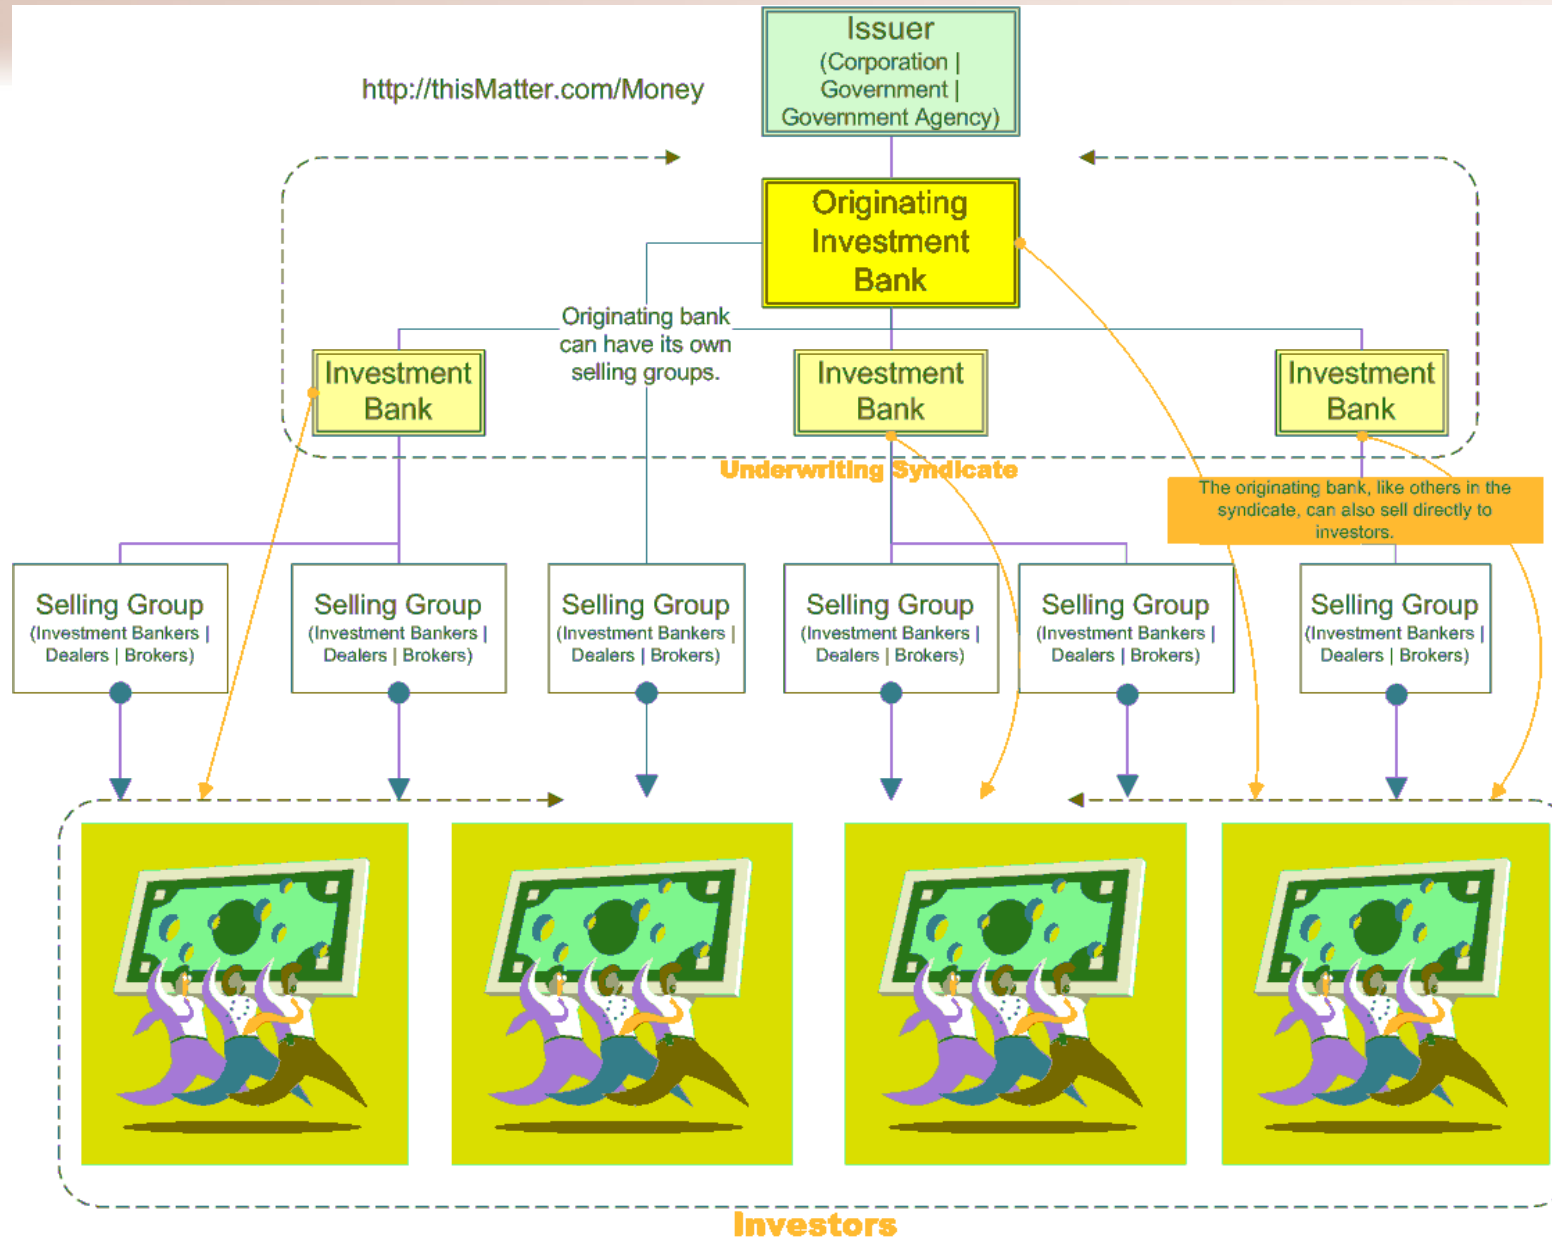 Issuer
(Corporation |
Government |
Government Agency)
http://thisMatter.com/Money
Originating
Investment
Bank
Originating bank
can have its own
selling groups.
Investment
Bank
Investment
Bank
Investment
Bank
Underwriting Syndicate
The originating bank, like others in the
syndicate, can also sell directly to
investors.
Selling Group
(Investment Bankers |
Dealers | Brokers)
Selling Group
(Investment Bankers |
Dealers | Brokers)
Selling Group
(Investment Bankers |
Dealers | Brokers)
Selling Group
(Investment Bankers |
Dealers | Brokers)
Selling Group
(Investment Bankers |
Dealers | Brokers)
Selling Group
(Investment Bankers |
Dealers | Brokers)
Investors